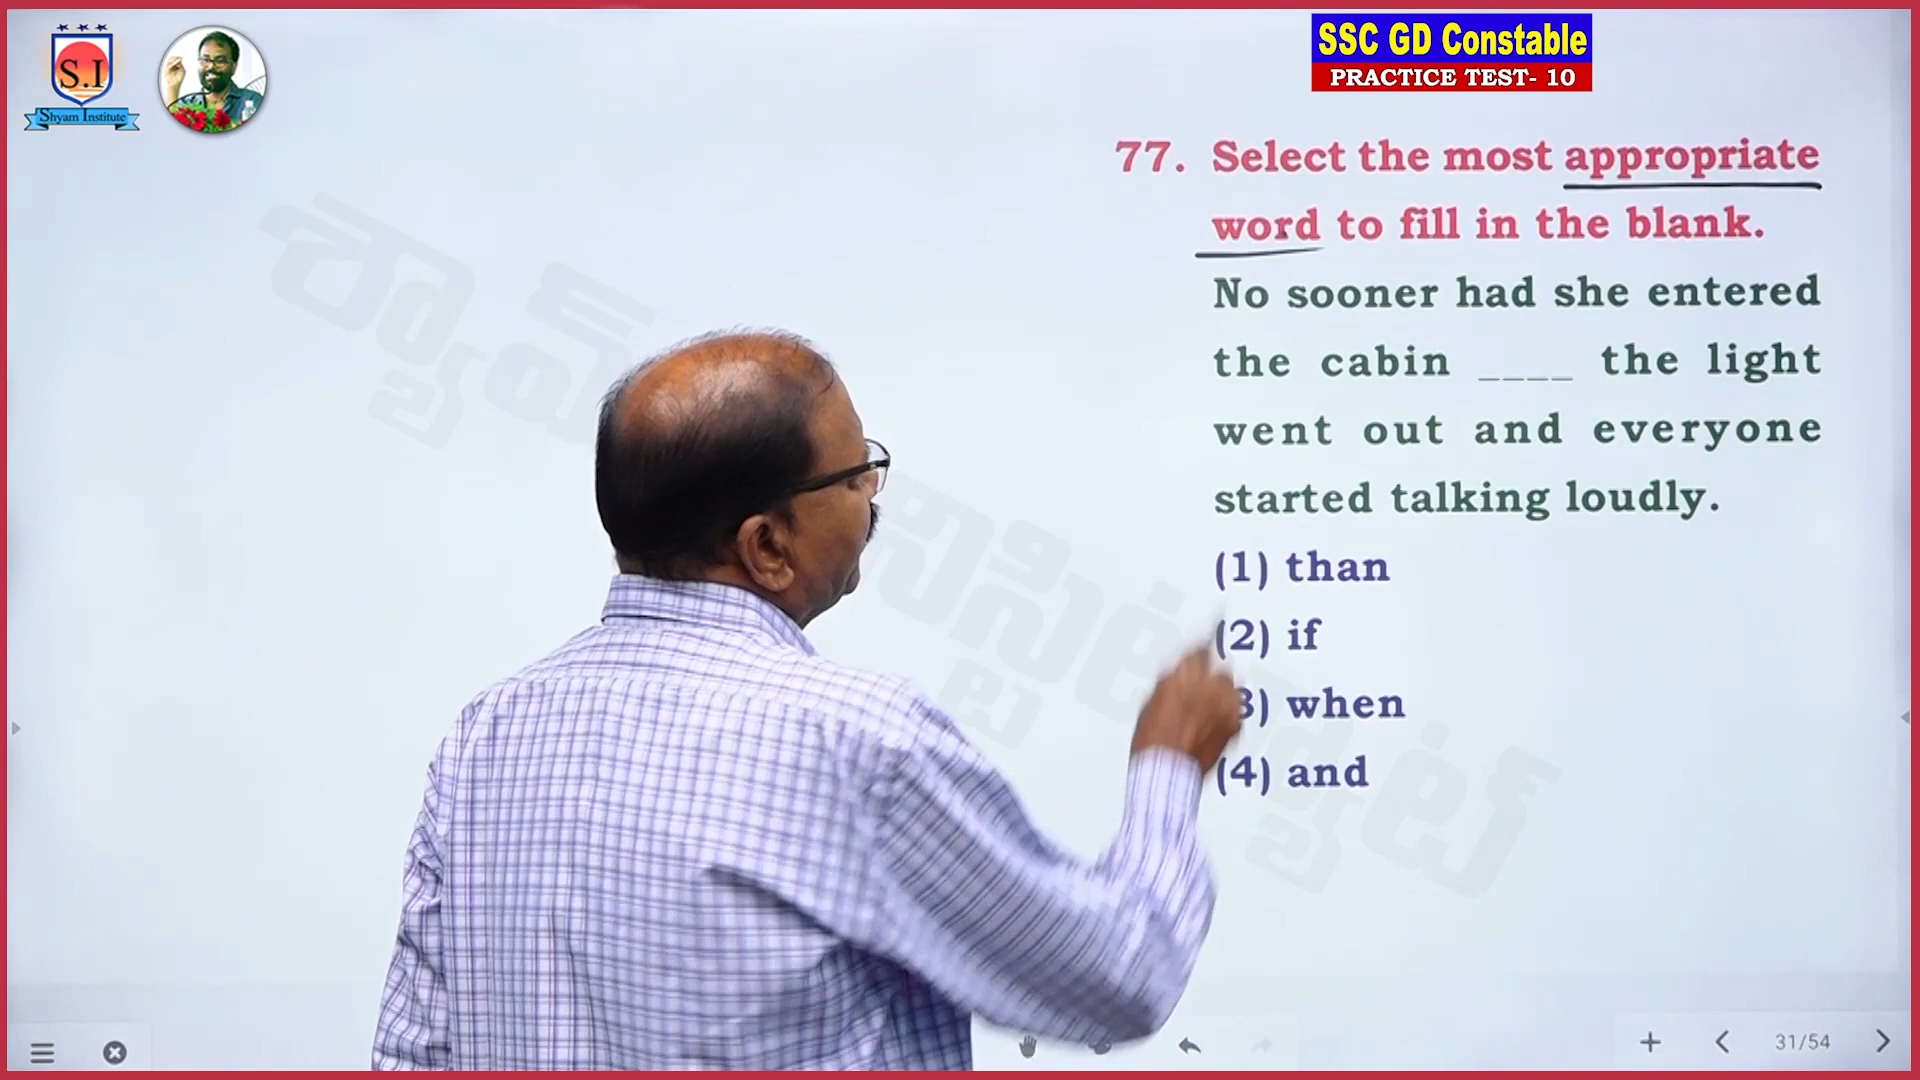 S.I
Shyam Institute
SSC GD Constable
PRACTICE TEST- 10
77. Select the most appropriate
word to fill in the blank.
No sooner had she entered
the cabin ____ the light
went out and everyone
started talking loudly.
(1) than
(2) if
3) when
(4) and
శ్యామ్
31/54